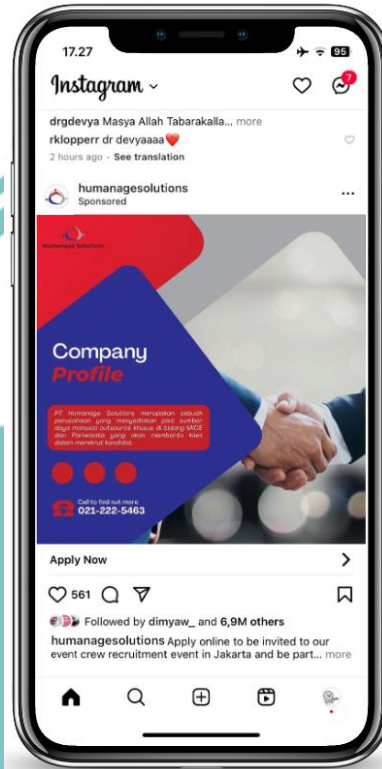 17.27
95
Instagram
7
drgdevya Masya Allah Tabarakalla... more
rklopperr dr devyaaaa❤️
2 hours ago · See translation
humanagesolutions
Sponsored
Humanage Solutions
Company
Profile
PT Humanage Solutions merupakan sebuah
perusahaan yang menyediakan jasa sumber
daya manusia outsource khusus di bidang MICE
dan Pariwisata yang akan membantu klien
dalam merekrut kandidat.
Call to find out more
021-222-5463
Apply Now
561
Followed by dimyaw_ and 6,9M others
humanagesolutions Apply online to be invited to our
event crew recruitment event in Jakarta and be part... more